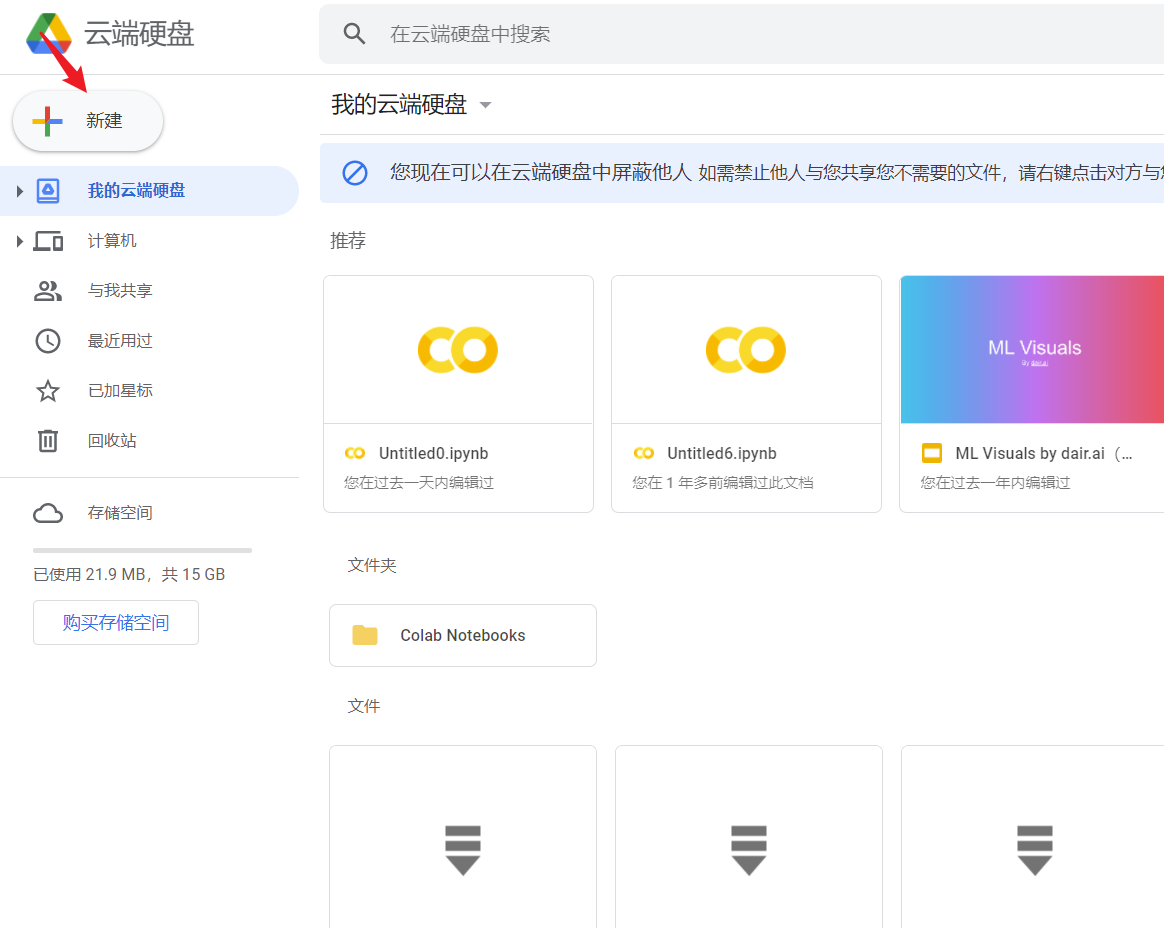 云端硬盘
在云端硬盘中搜索
新建
我的云端硬盘
您现在可以在云端硬盘中屏蔽他人 如需禁止他人与您共享您不需要的文件，请右键点击对方与
我的云端硬盘
计算机
与我共享
最近用过
已加星标
回收站
存储空间
已使用 21.9 MB，共 15 GB
购买存储空间
推荐
Untitled0.ipynb
您在过去一天内编辑过
Untitled6.ipynb
您在 1 年多前编辑过此文档
ML Visuals
By dair.ai
ML Visuals by dair.ai（...
您在过去一年内编辑过
文件夹
Colab Notebooks
文件